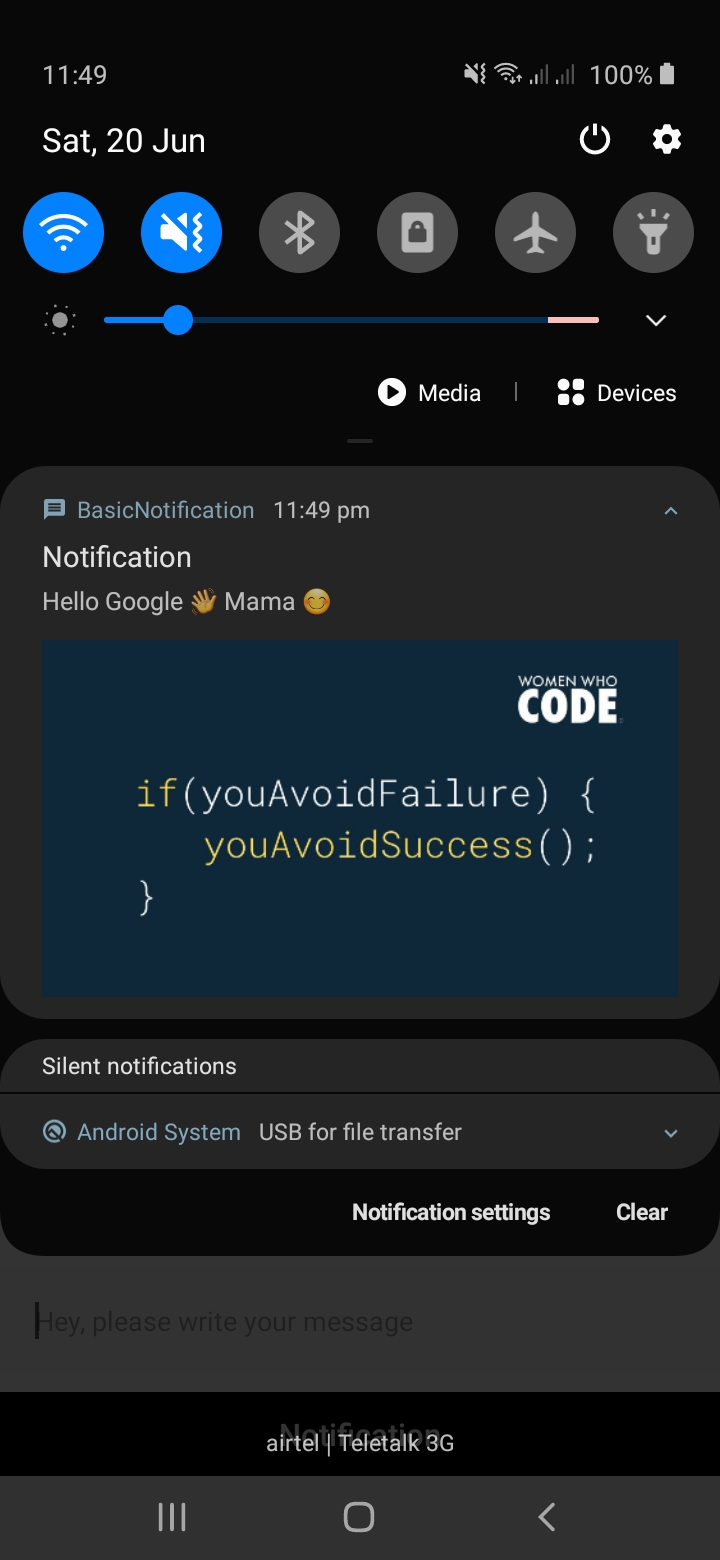 11:49 100%
Sat, 20 Jun
Media | Devices
BasicNotification 11:49 pm
Notification
Hello Google 👋 Mama 😊
WOMEN WHO
CODE
if(youAvoidFailure) {
youAvoidSuccess();
}
Silent notifications
Android System USB for file transfer
Notification settings Clear
Hey, please write your message
Notification
airtel | Teletalk 3G